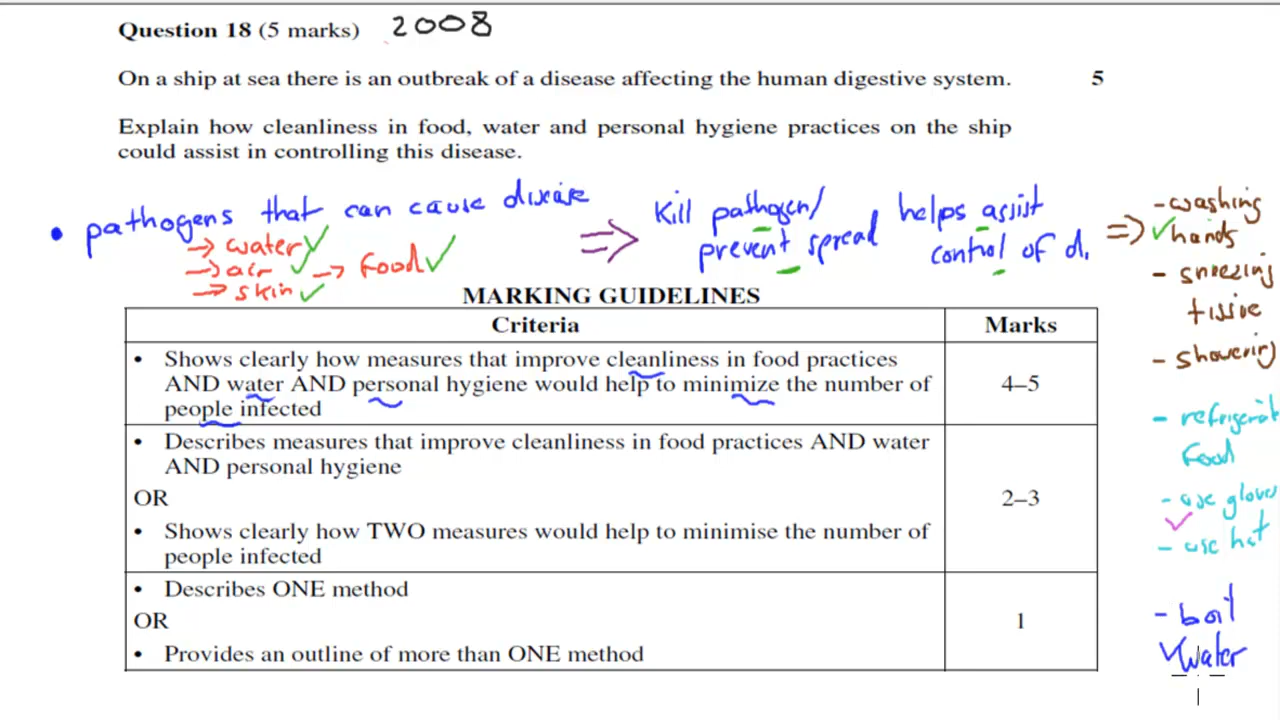 Question 18 (5 marks) 2008
On a ship at sea there is an outbreak of a disease affecting the human digestive system. 5
Explain how cleanliness in food, water and personal hygiene practices on the ship
could assist in controlling this disease.
• pathogens that can cause disease
→ water ✓
→ air ✓ → Food ✓
→ skin ✓
⇒ Kill pathogen/ helps assist
prevent spread control of d.
⇒ - washing
✓ hands
- sneezing
tissue
- showering
MARKING GUIDELINES
Criteria Marks
• Shows clearly how measures that improve cleanliness in food practices
AND water AND personal hygiene would help to minimize the number of
people infected
4–5
• Describes measures that improve cleanliness in food practices AND water
AND personal hygiene
OR
• Shows clearly how TWO measures would help to minimise the number of
people infected
2–3
• Describes ONE method
OR
• Provides an outline of more than ONE method
1
- refrigerat
Food
- use gloves
✓
- use hat
- boil
✓ water